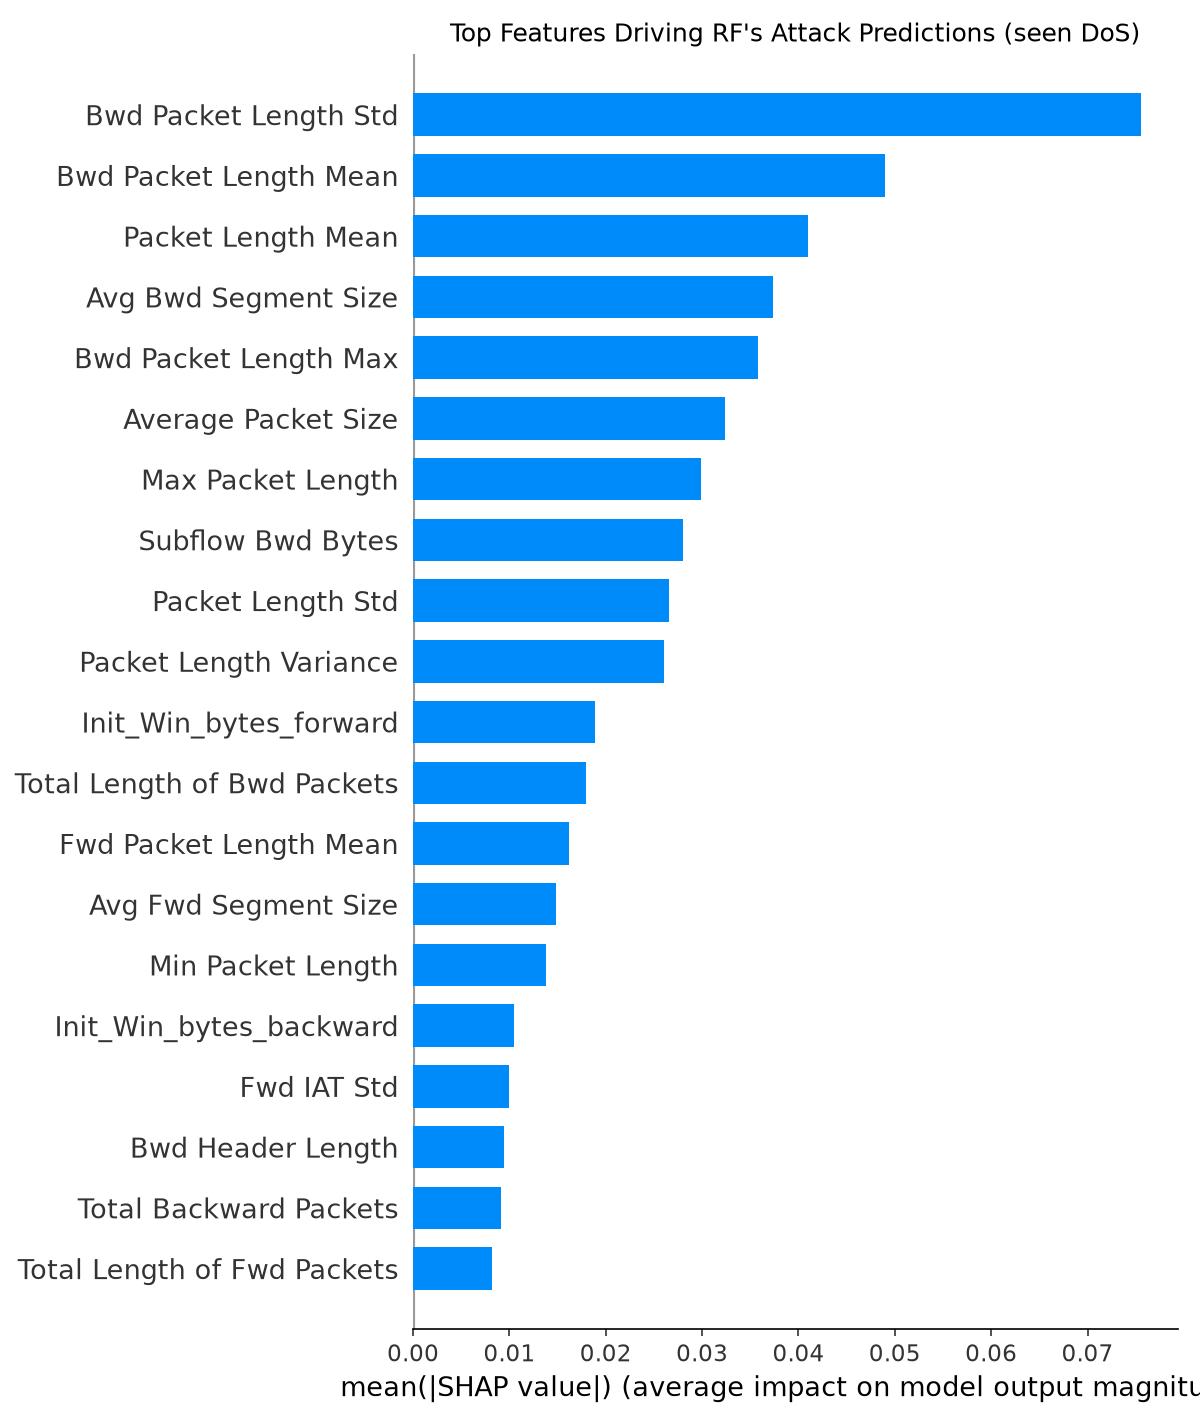 Top Features Driving RF's Attack Predictions (seen DoS)
Bwd Packet Length Std
Bwd Packet Length Mean
Packet Length Mean
Avg Bwd Segment Size
Bwd Packet Length Max
Average Packet Size
Max Packet Length
Subflow Bwd Bytes
Packet Length Std
Packet Length Variance
Init_Win_bytes_forward
Total Length of Bwd Packets
Fwd Packet Length Mean
Avg Fwd Segment Size
Min Packet Length
Init_Win_bytes_backward
Fwd IAT Std
Bwd Header Length
Total Backward Packets
Total Length of Fwd Packets
0.00 0.01 0.02 0.03 0.04 0.05 0.06 0.07
mean(|SHAP value|) (average impact on model output magnitu